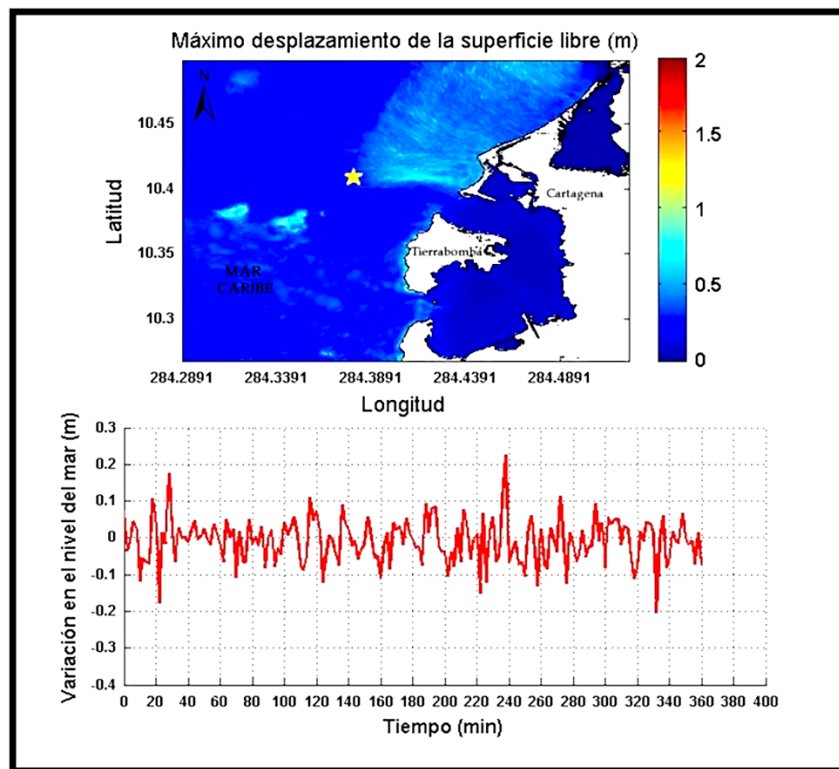 Máximo desplazamiento de la superficie libre (m)
N
10.45
10.4
10.35
10.3
Latitud
Cartagena
Tierrabomba
MAR
CARIBE
284.2891 284.3391 284.3891 284.4391 284.4891
Longitud
2
1.5
1
0.5
0
Variación en el nivel del mar (m)
0.3
0.2
0.1
0
-0.1
-0.2
-0.3
-0.4
0 20 40 60 80 100 120 140 160 180 200 220 240 260 280 300 320 340 360 380 400
Tiempo (min)